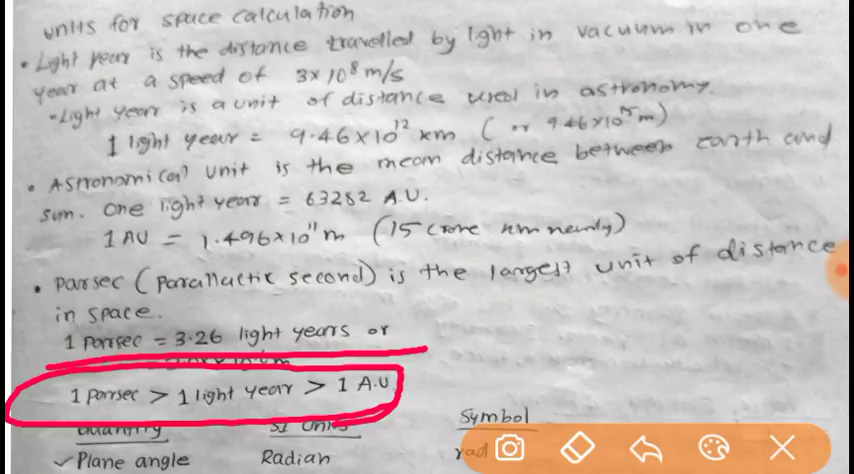 units for space calculation
• Light year is the distance travelled by light in vacuum in one
year at a speed of 3x10⁸ m/s
• Light year is a unit of distance used in astronomy.
1 light year = 9.46x10¹² km (or 9.46x10¹⁵m)
• Astronomical unit is the mean distance between earth and
sun. One light year = 63282 A.U.
1 AU = 1.496x10¹¹ m (15 crore km nearly)
• Parsec (Parallactic second) is the largest unit of distance
in space.
1 Parsec = 3.26 light years or
1 Parsec > 1 light year > 1 A.U
Quantity SI Units Symbol
✓ Plane angle Radian rad